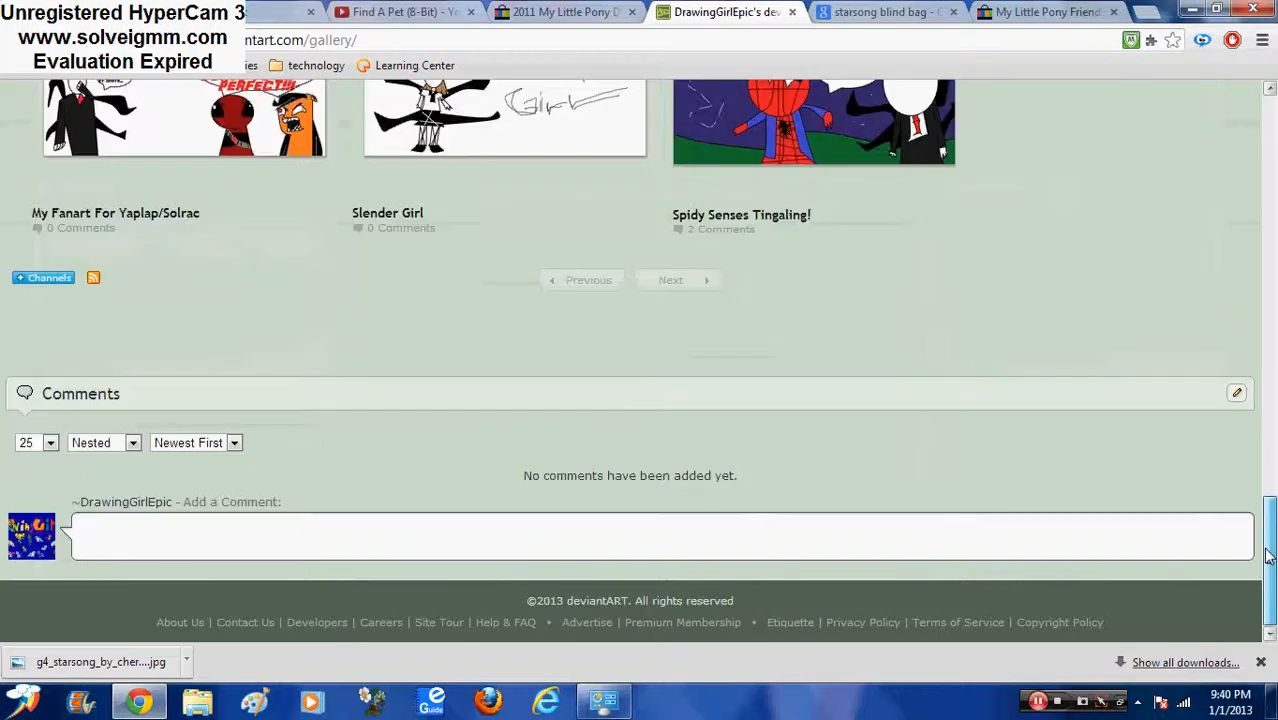 Unregistered HyperCam 3
www.solveigmm.com
Evaluation Expired
Find A Pet (8-Bit) - Y
2011 My Little Pony D
DrawingGirlEpic's dev
starsong blind bag - G
My Little Pony Friend
ntart.com/gallery/
ies
technology
Learning Center
PERFECT!!!
My Fanart For Yaplap/Solrac
0 Comments
Slender Girl
0 Comments
Spidy Senses Tingaling!
2 Comments
+ Channels
Previous
Next
Comments
25
Nested
Newest First
No comments have been added yet.
~DrawingGirlEpic - Add a Comment:
©2013 deviantART. All rights reserved
About Us | Contact Us | Developers | Careers | Site Tour | Help & FAQ • Advertise | Premium Membership • Etiquette | Privacy Policy | Terms of Service | Copyright Policy
g4_starsong_by_cher....jpg
Show all downloads...
Guide
9:40 PM
1/1/2013